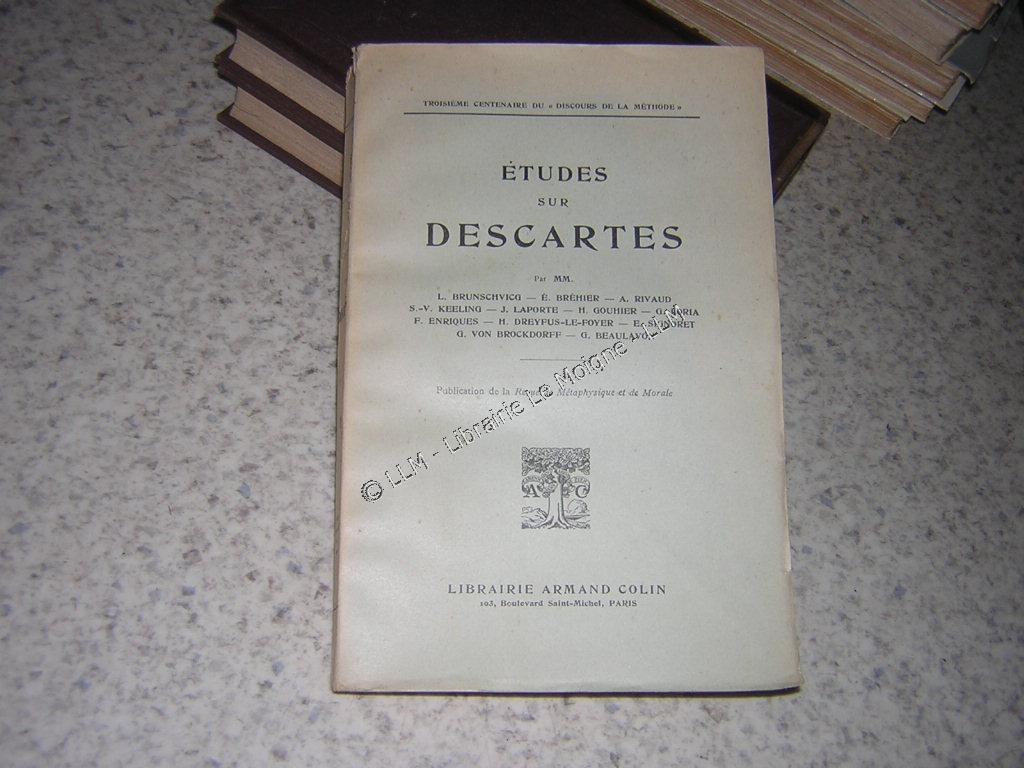 TROISIÈME CENTENAIRE DU « DISCOURS DE LA MÉTHODE »
ÉTUDES
SUR
DESCARTES
Par MM.
L. BRUNSCHVICG — É. BRÉHIER — A. RIVAUD
S.-V. KEELING — J. LAPORTE — H. GOUHIER — G. LORIA
F. ENRIQUES — H. DREYFUS-LE-FOYER — E. SIGNORET
G. VON BROCKDORFF — G. BEAULAVON
Publication de la Revue de Métaphysique et de Morale
A C
LIBRAIRIE ARMAND COLIN
103, Boulevard Saint-Michel, PARIS
© LLM - Librairie Le Moigne - LLM